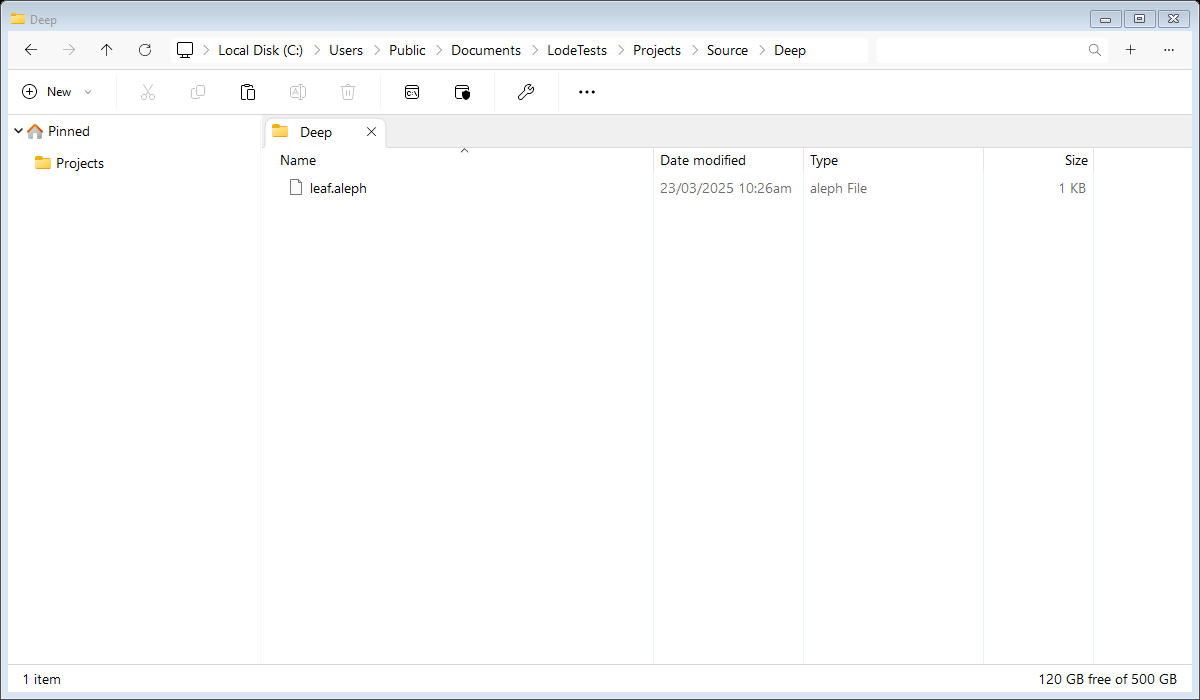 Deep
Local Disk (C:) Users Public Documents LodeTests Projects Source Deep
New
Pinned
Projects
Deep
Name Date modified Type Size
leaf.aleph 23/03/2025 10:26am aleph File 1 KB
1 item 120 GB free of 500 GB